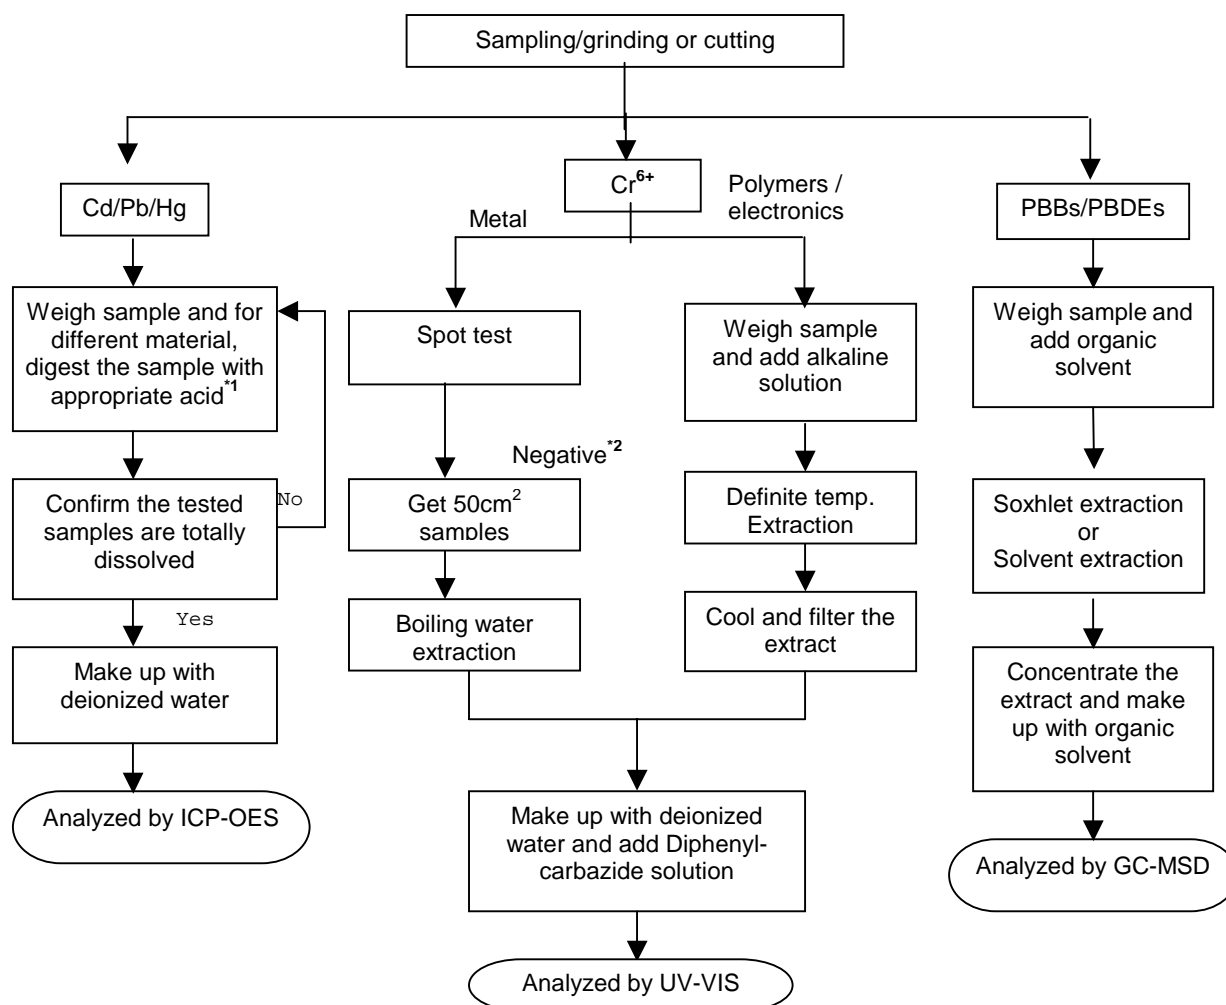 Sampling/grinding or cutting
Cd/Pb/Hg
Weigh sample and for
different material,
digest the sample with
appropriate acid*1
Confirm the tested
samples are totally
dissolved
No
Yes
Make up with
deionized water
Analyzed by ICP-OES
Cr6+
Metal
Polymers /
electronics
Spot test
Negative*2
Get 50cm2
samples
Boiling water
extraction
Weigh sample
and add alkaline
solution
Definite temp.
Extraction
Cool and filter the
extract
Make up with deionized
water and add Diphenyl-
carbazide solution
Analyzed by UV-VIS
PBBs/PBDEs
Weigh sample and
add organic
solvent
Soxhlet extraction
or
Solvent extraction
Concentrate the
extract and make
up with organic
solvent
Analyzed by GC-MSD